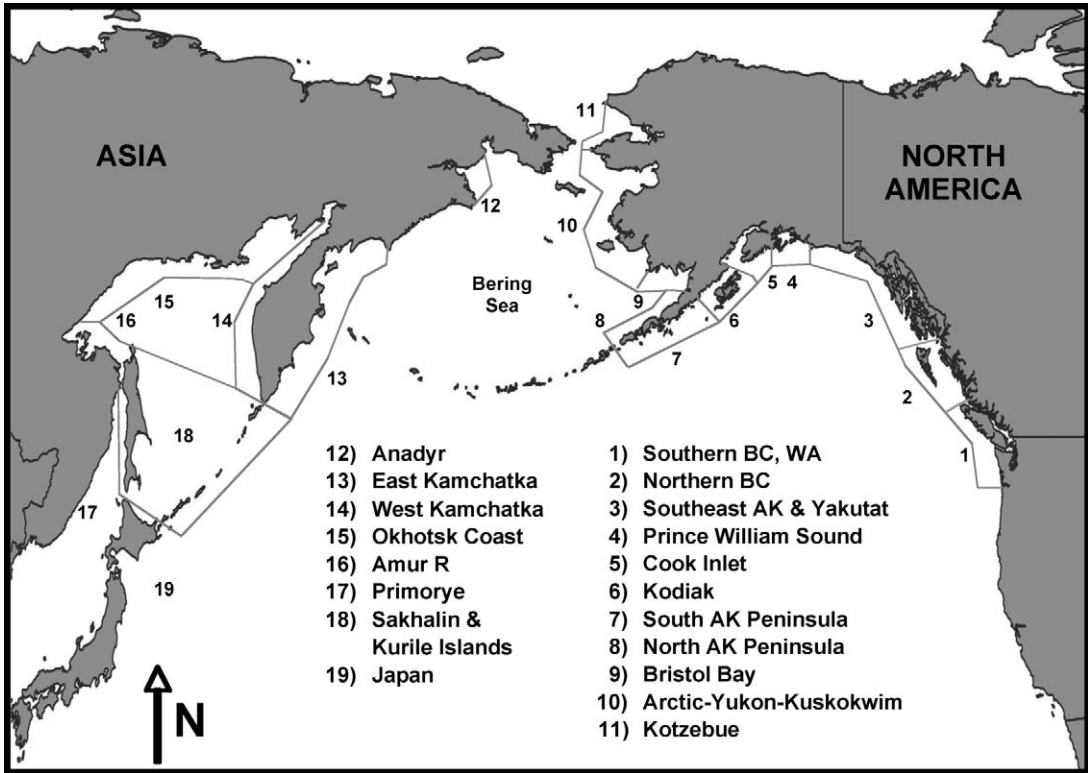 ASIA
NORTH
AMERICA
11
12
10
Bering
Sea
9
8
7
6
5
4
3
2
1
15
16
14
13
18
17
19
12) Anadyr
13) East Kamchatka
14) West Kamchatka
15) Okhotsk Coast
16) Amur R
17) Primorye
18) Sakhalin &
Kurile Islands
19) Japan
1) Southern BC, WA
2) Northern BC
3) Southeast AK & Yakutat
4) Prince William Sound
5) Cook Inlet
6) Kodiak
7) South AK Peninsula
8) North AK Peninsula
9) Bristol Bay
10) Arctic-Yukon-Kuskokwim
11) Kotzebue
N